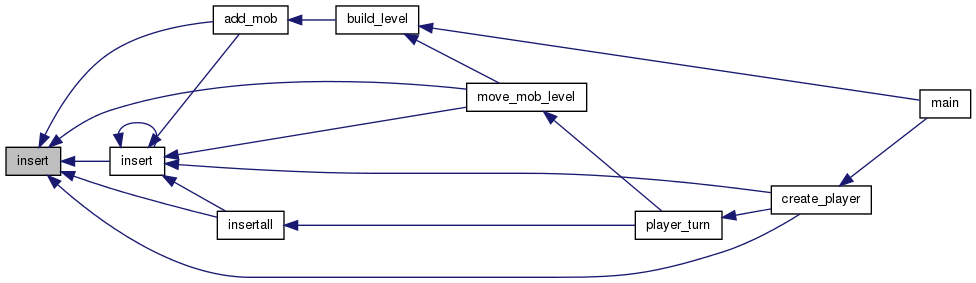 add_mob
build_level
move_mob_level
main
insert
insert
create_player
insertall
player_turn